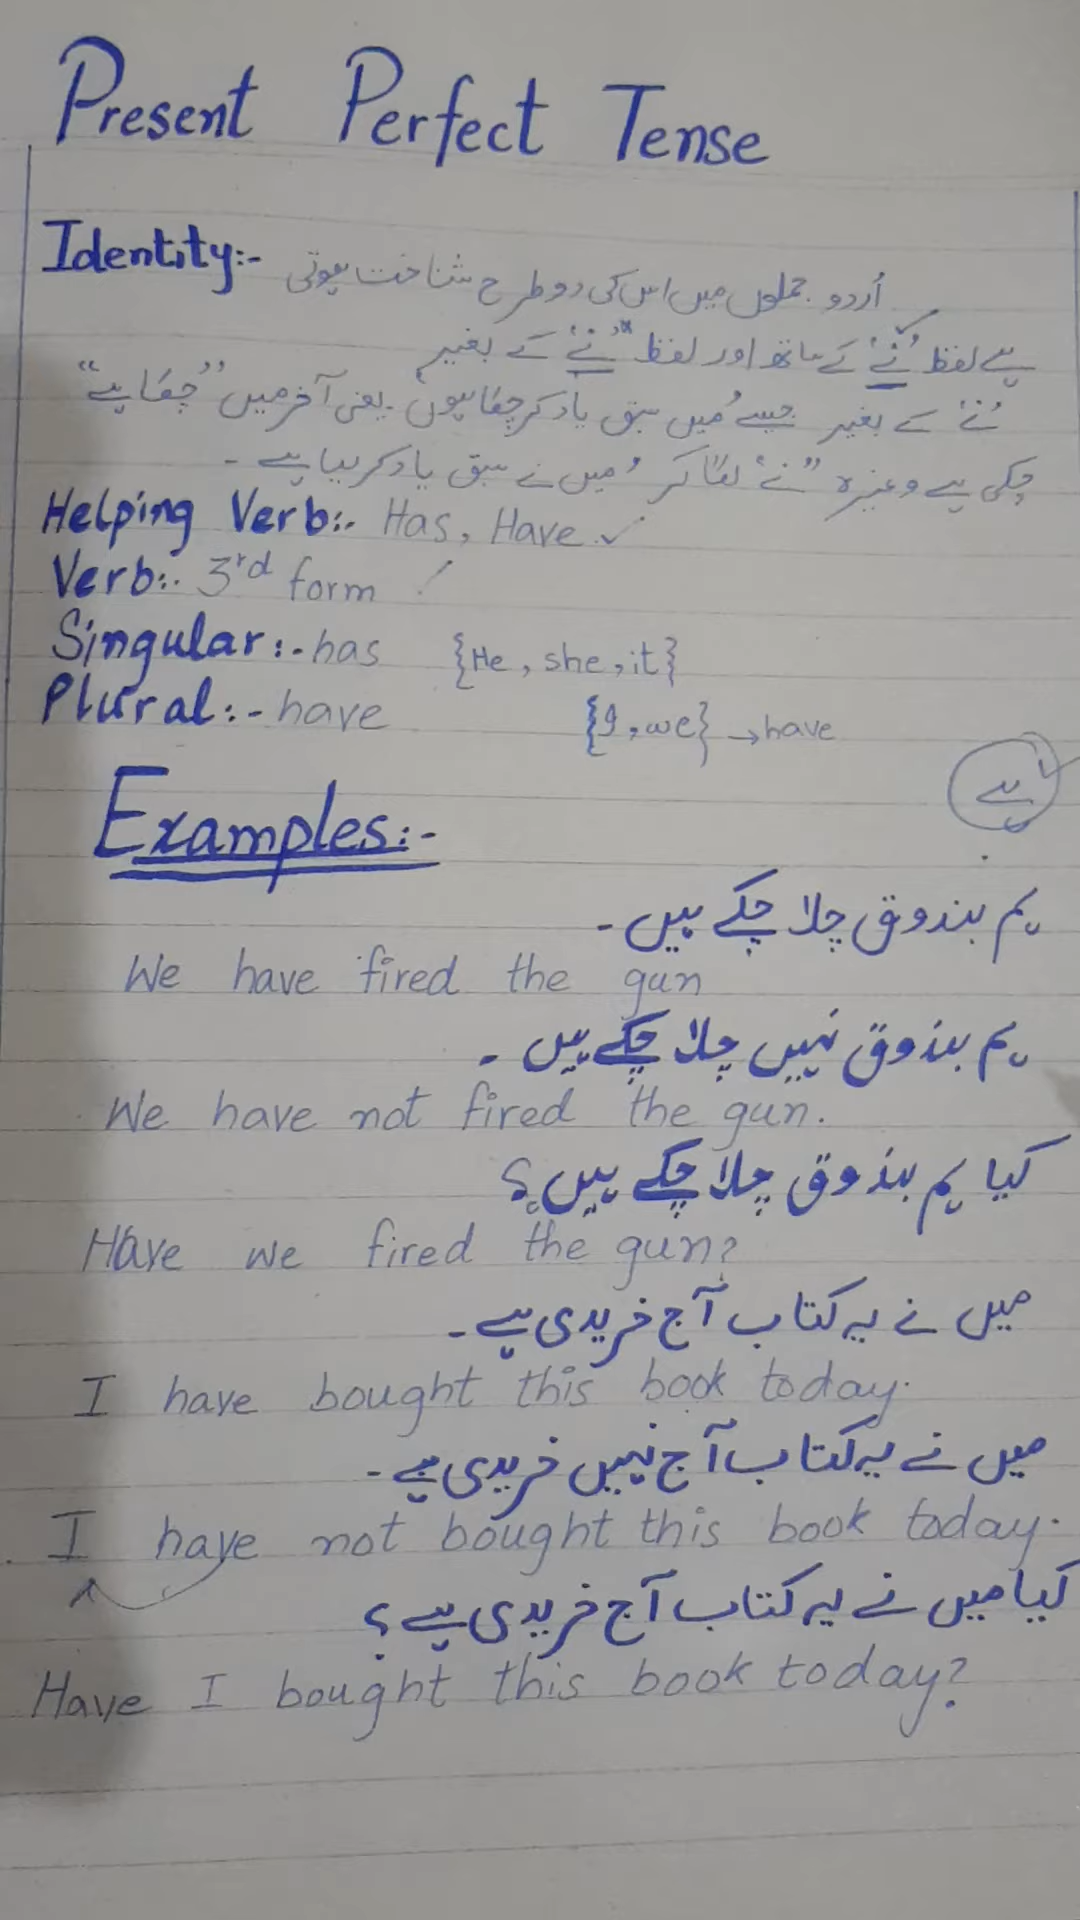 Present Perfect Tense
Identity:- اُردو جملوں میں اس کی دو طرح شناخت ہوتی
ہے لفظ "نے" کے ساتھ اور لفظ "نے" کے بغیر
"نے" کے بغیر جیسے "میں سبق یاد کر چکا ہوں" یعنی آخر میں "چکا ہے"
چکی ہے وغیرہ "نے" لگا کر "میں نے سبق یاد کر لیا ہے ۔
Helping Verb:- Has, Have ✓
Verb:- 3rd form
Singular:- has {He, she, it}
Plural:- have {I, we} → have
ہے
Examples:-
ہم بندوق چلا چکے ہیں ۔
We have fired the gun
ہم بندوق نہیں چلا چکے ہیں ۔
We have not fired the gun.
کیا ہم بندوق چلا چکے ہیں؟
Have we fired the gun?
میں نے یہ کتاب آج خریدی ہے ۔
I have bought this book today.
میں نے یہ کتاب آج نہیں خریدی ہے ۔
I have not bought this book today.
کیا میں نے یہ کتاب آج خریدی ہے ؟
Have I bought this book today?